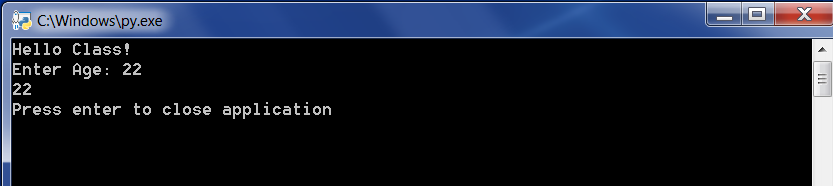 C:\Windows\py.exe
Hello Class!
Enter Age: 22
22
Press enter to close application